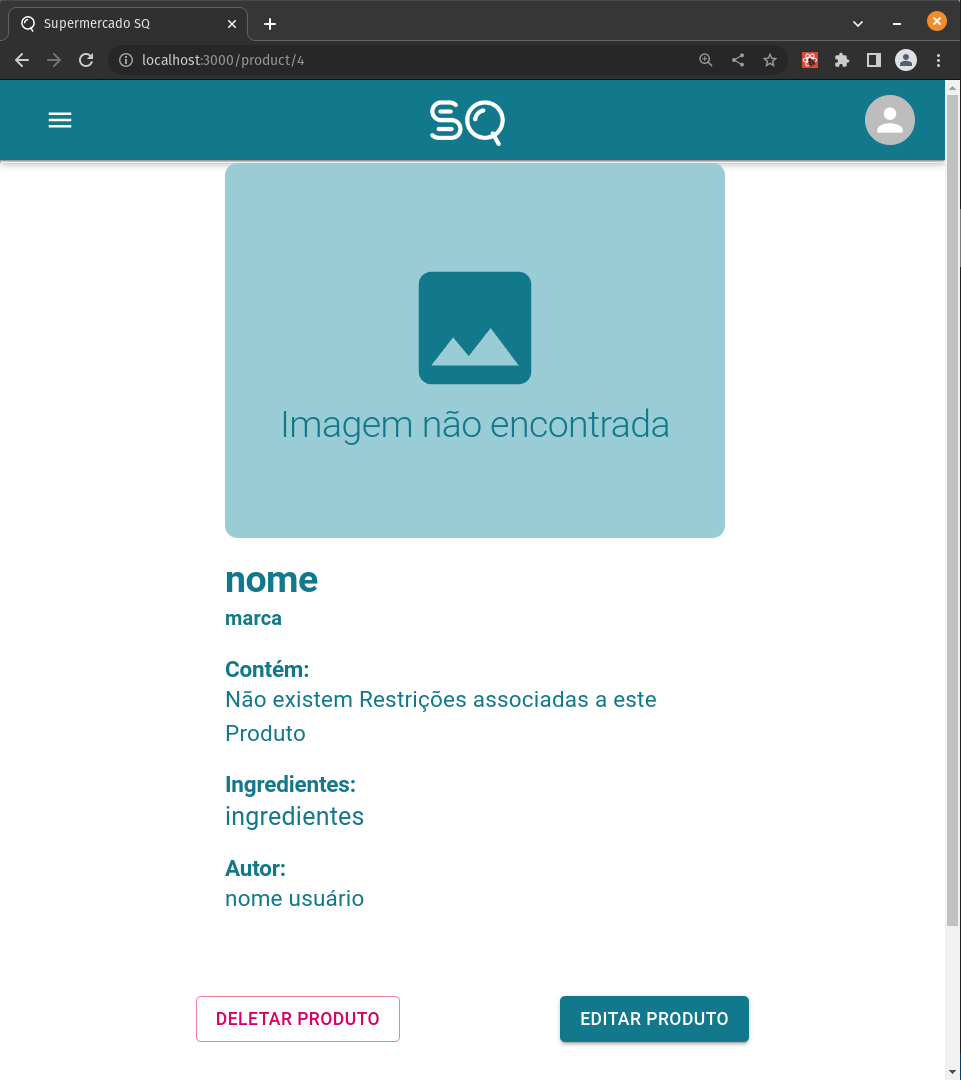 Supermercado SQ
localhost:3000/product/4
SQ
Imagem não encontrada
nome
marca
Contém:
Não existem Restrições associadas a este
Produto
Ingredientes:
ingredientes
Autor:
nome usuário
DELETAR PRODUTO
EDITAR PRODUTO